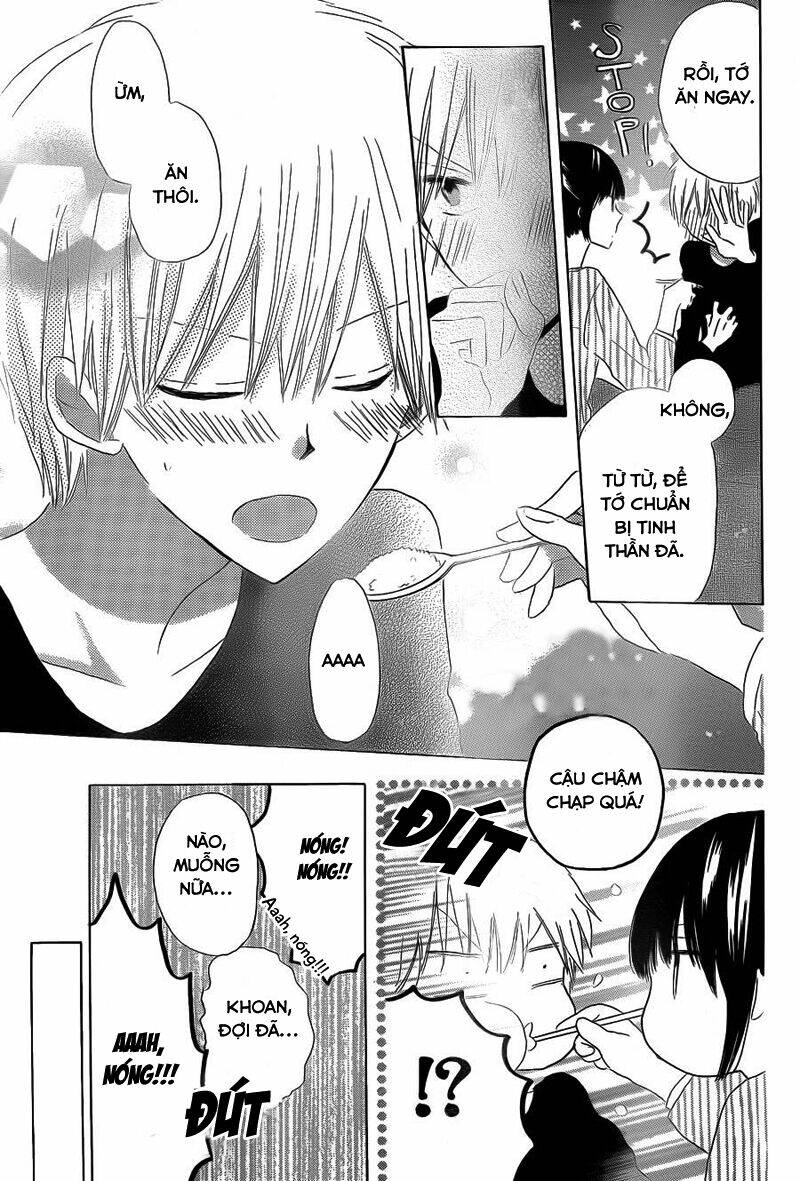 RỒI, TỚ
ĂN NGAY.
STOP!
KHÔNG,
TỪ TỪ, ĐỂ
TỚ CHUẨN
BỊ TINH
THẦN ĐÃ.
ỪM,
ĂN
THÔI.
AAAA
CẬU CHẬM
CHẠP QUÁ!
ĐÚT
!?
NÓNG!
NÓNG!!
Aaah, nóng!!!
NÀO,
MUỖNG
NỮA...
KHOAN,
ĐỢI ĐÃ...
ĐÚT
AAAH,
NÓNG!!!